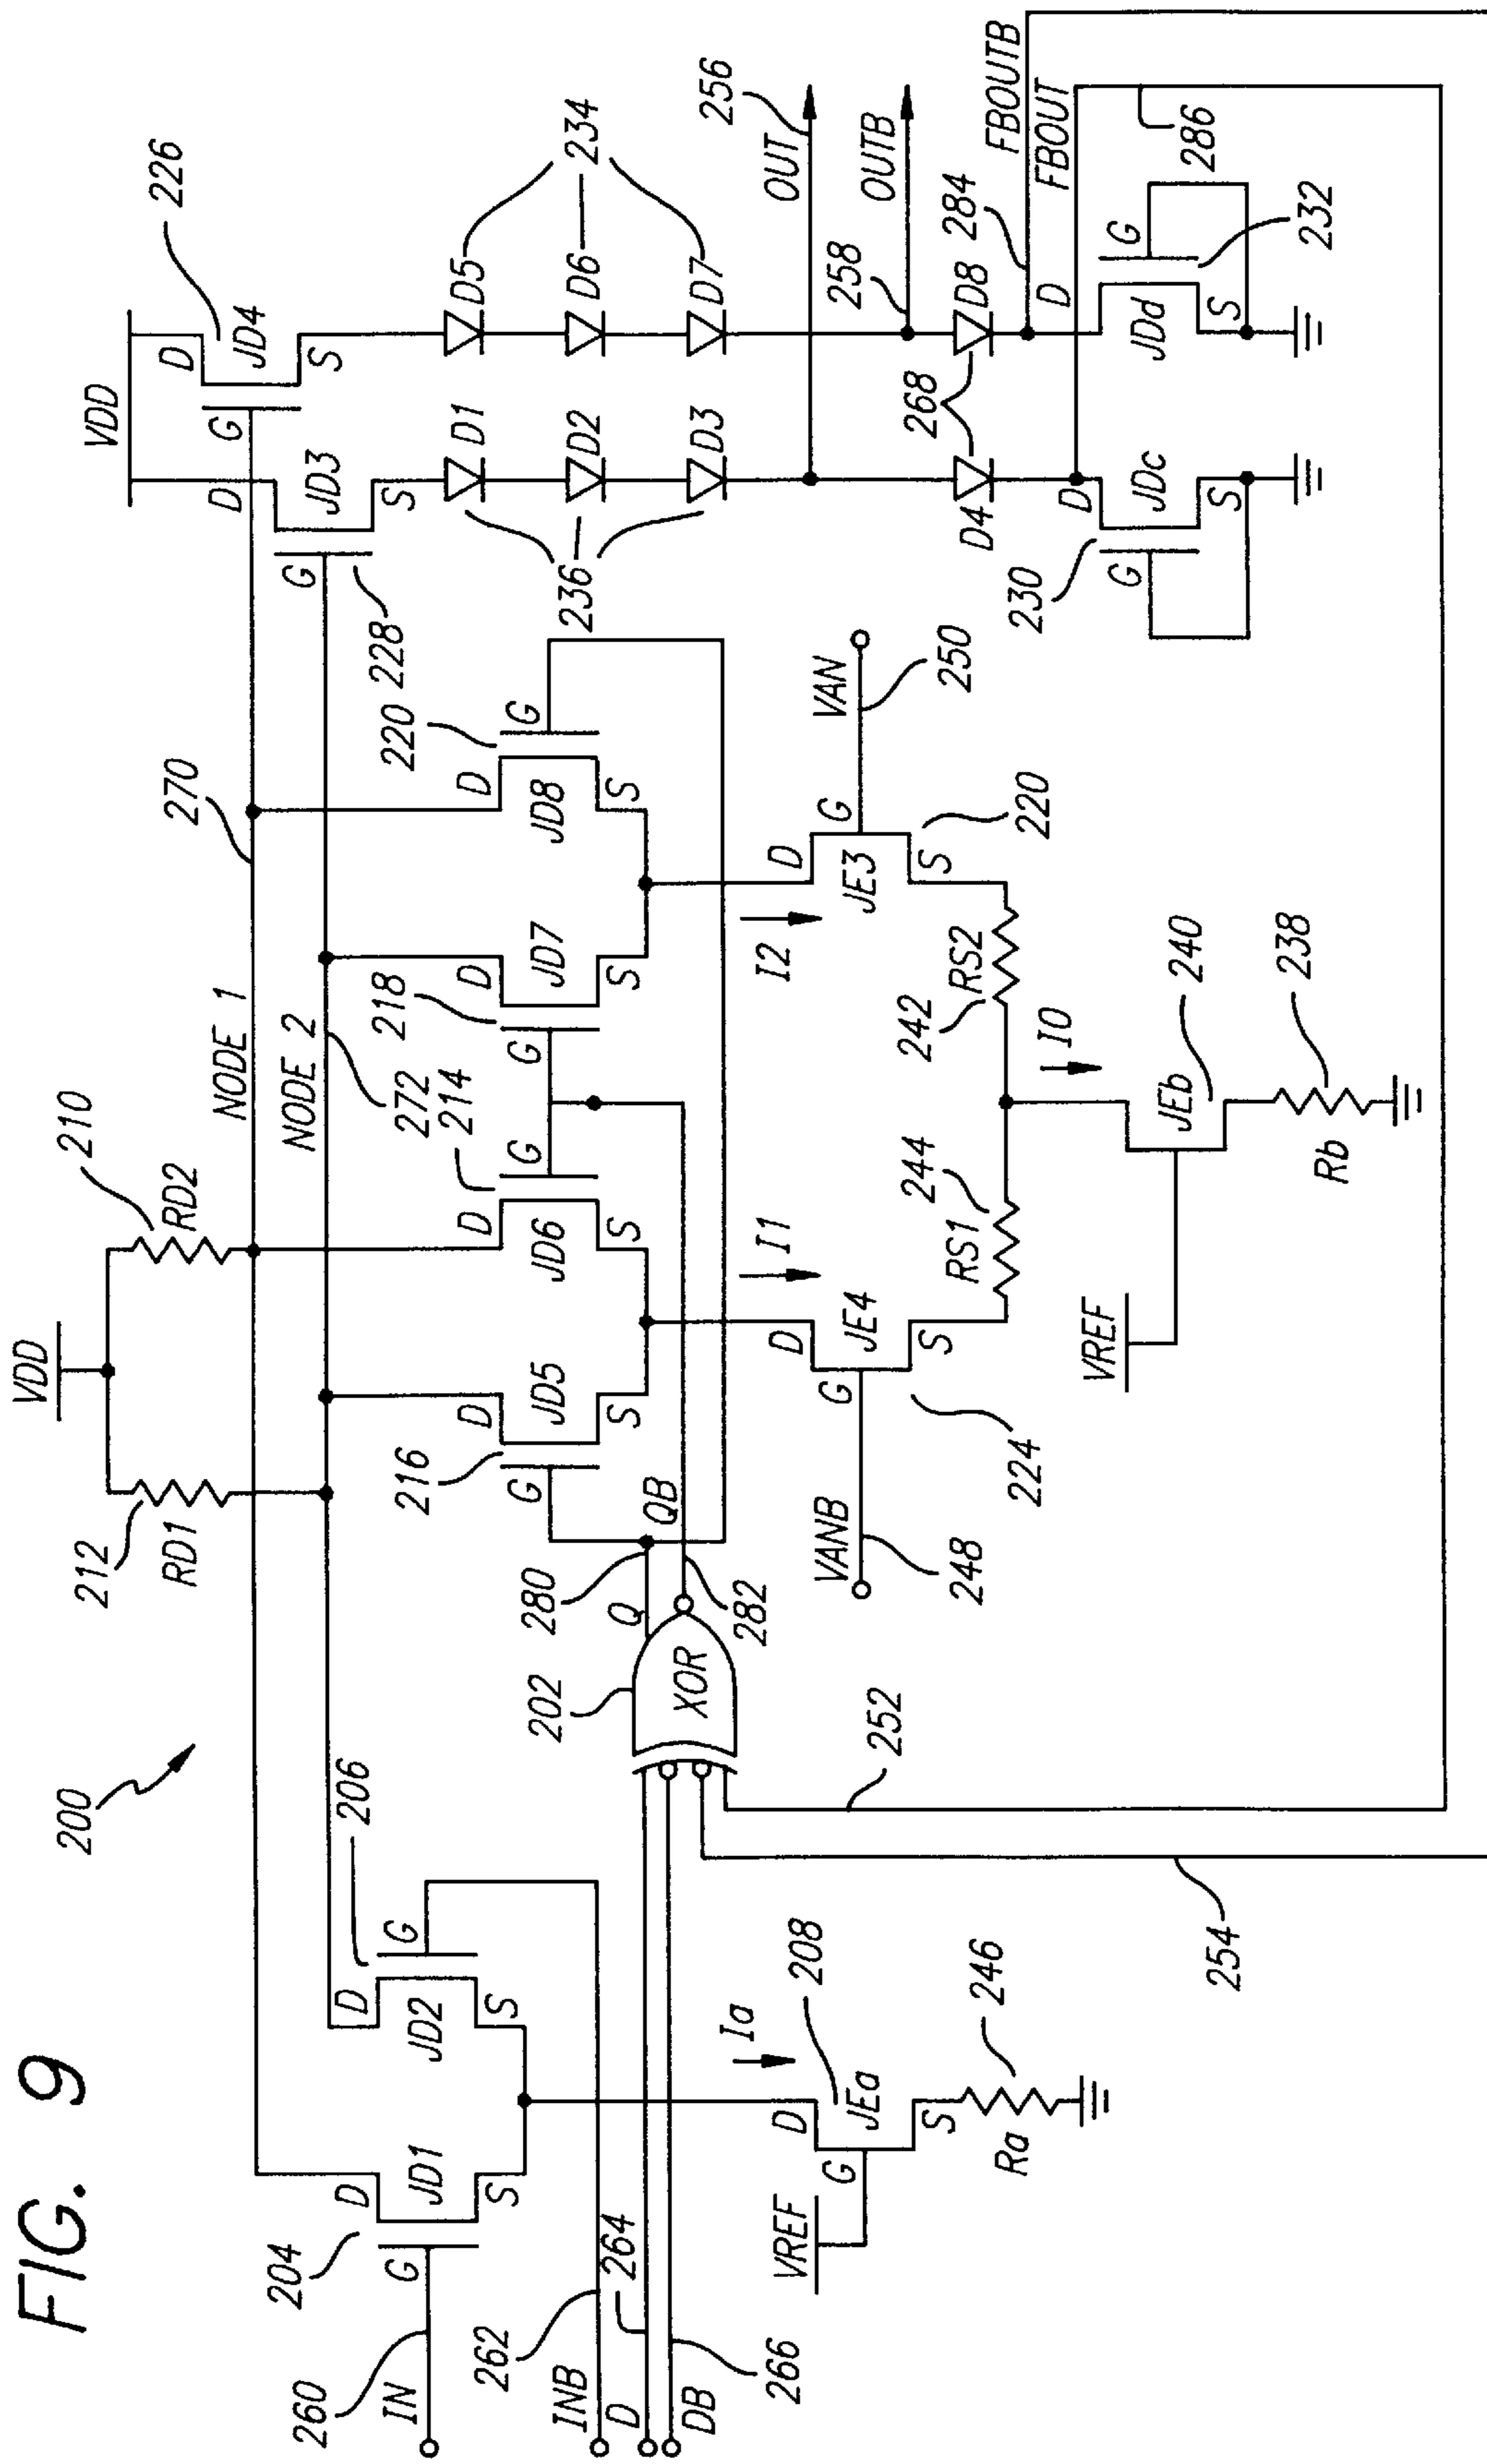 FIG. 9
200
VDD
212
RD1
RD2
210
NODE 1
270
NODE 2
272
VDD
D
JD4
S
G
226
D
JD3
S
G
228
IN
260
204
G
D
JD1
S
D
JD2
S
G
206
INB
262
D
264
DB
266
VREF
G
D
JEa
S
208
Ia
Ra
246
202
XOR
Q
280
QB
282
252
254
216
G
D
JD5
S
D
JD6
S
G
214
218
G
D
JD7
S
D
JD8
S
G
220
I1
I2
VANB
248
G
D
JE4
S
224
RS1
244
D
JE3
S
G
220
VAN
250
RS2
242
I0
VREF
JEb
240
Rb
238
D1
D2
D3
236
D5
D6
D7
234
OUT
256
OUTB
258
D4
D8
268
284
FBOUTB
FBOUT
286
230
G
D
JDc
S
D
JDd
S
G
232